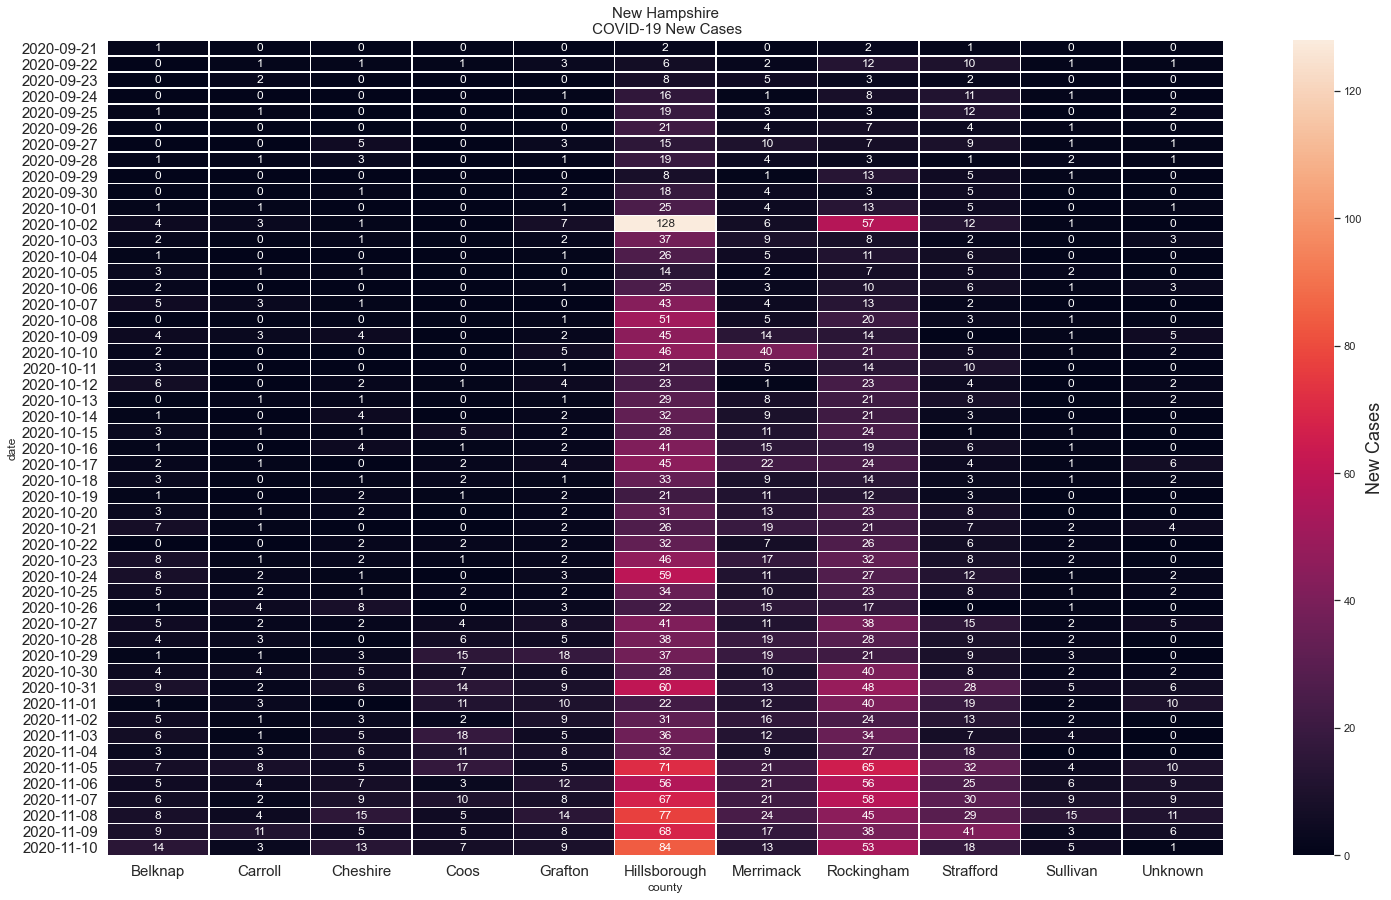 New Hampshire
COVID-19 New Cases
2020-09-21 1 0 0 0 0 2 0 2 1 0 0
2020-09-22 0 1 1 1 3 6 2 12 10 1 1
2020-09-23 0 2 0 0 0 8 5 3 2 0 0
2020-09-24 0 0 0 0 1 16 1 8 11 1 0
2020-09-25 1 1 0 0 0 19 3 3 12 0 2
2020-09-26 0 0 0 0 0 21 4 7 4 1 0
2020-09-27 0 0 5 0 3 15 10 7 9 1 1
2020-09-28 1 1 3 0 1 19 4 3 1 2 1
2020-09-29 0 0 0 0 0 8 1 13 5 1 0
2020-09-30 0 0 1 0 2 18 4 3 5 0 0
2020-10-01 1 1 0 0 1 25 4 13 5 0 1
2020-10-02 4 3 1 0 7 128 6 57 12 1 0
2020-10-03 2 0 1 0 2 37 9 8 2 0 3
2020-10-04 1 0 0 0 1 26 5 11 6 0 0
2020-10-05 3 1 1 0 0 14 2 7 5 2 0
2020-10-06 2 0 0 0 1 25 3 10 6 1 3
2020-10-07 5 3 1 0 0 43 4 13 2 0 0
2020-10-08 0 0 0 0 1 51 5 20 3 1 0
2020-10-09 4 3 4 0 2 45 14 14 0 1 5
2020-10-10 2 0 0 0 5 46 40 21 5 1 2
2020-10-11 3 0 0 0 1 21 5 14 10 0 0
2020-10-12 6 0 2 1 4 23 1 23 4 0 2
2020-10-13 0 1 1 0 1 29 8 21 8 0 2
2020-10-14 1 0 4 0 2 32 9 21 3 0 0
2020-10-15 3 1 1 5 2 28 11 24 1 1 0
2020-10-16 1 0 4 1 2 41 15 19 6 1 0
2020-10-17 2 1 0 2 4 45 22 24 4 1 6
2020-10-18 3 0 1 2 1 33 9 14 3 1 2
2020-10-19 1 0 2 1 2 21 11 12 3 0 0
2020-10-20 3 1 2 0 2 31 13 23 8 0 0
2020-10-21 7 1 0 0 2 26 19 21 7 2 4
2020-10-22 0 0 2 2 2 32 7 26 6 2 0
2020-10-23 8 1 2 1 2 46 17 32 8 2 0
2020-10-24 8 2 1 0 3 59 11 27 12 1 2
2020-10-25 5 2 1 2 2 34 10 23 8 1 2
2020-10-26 1 4 8 0 3 22 15 17 0 1 0
2020-10-27 5 2 2 4 8 41 11 38 15 2 5
2020-10-28 4 3 0 6 5 38 19 28 9 2 0
2020-10-29 1 1 3 15 18 37 19 21 9 3 0
2020-10-30 4 4 5 7 6 28 10 40 8 2 2
2020-10-31 9 2 6 14 9 60 13 48 28 5 6
2020-11-01 1 3 0 11 10 22 12 40 19 2 10
2020-11-02 5 1 3 2 9 31 16 24 13 2 0
2020-11-03 6 1 5 18 5 36 12 34 7 4 0
2020-11-04 3 3 6 11 8 32 9 27 18 0 0
2020-11-05 7 8 5 17 5 71 21 65 32 4 10
2020-11-06 5 4 7 3 12 56 21 56 25 6 9
2020-11-07 6 2 9 10 8 67 21 58 30 9 9
2020-11-08 8 4 15 5 14 77 24 45 29 15 11
2020-11-09 9 11 5 5 8 68 17 38 41 3 6
2020-11-10 14 3 13 7 9 84 13 53 18 5 1
Belknap Carroll Cheshire Coos Grafton Hillsborough Merrimack Rockingham Strafford Sullivan Unknown
county
date
120
100
80
60
40
20
0
New Cases